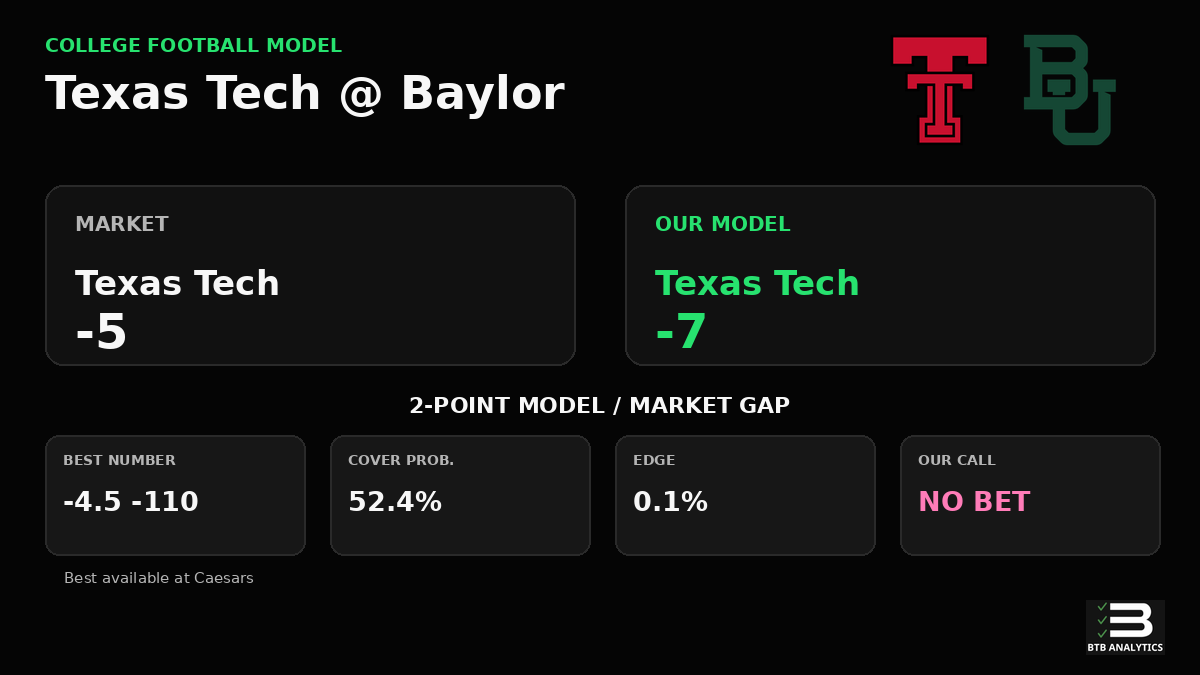 COLLEGE FOOTBALL MODEL
Texas Tech @ Baylor
MARKET
Texas Tech
-5
OUR MODEL
Texas Tech
-7
2-POINT MODEL / MARKET GAP
BEST NUMBER
-4.5 -110
COVER PROB.
52.4%
EDGE
0.1%
OUR CALL
NO BET
Best available at Caesars
BTB ANALYTICS